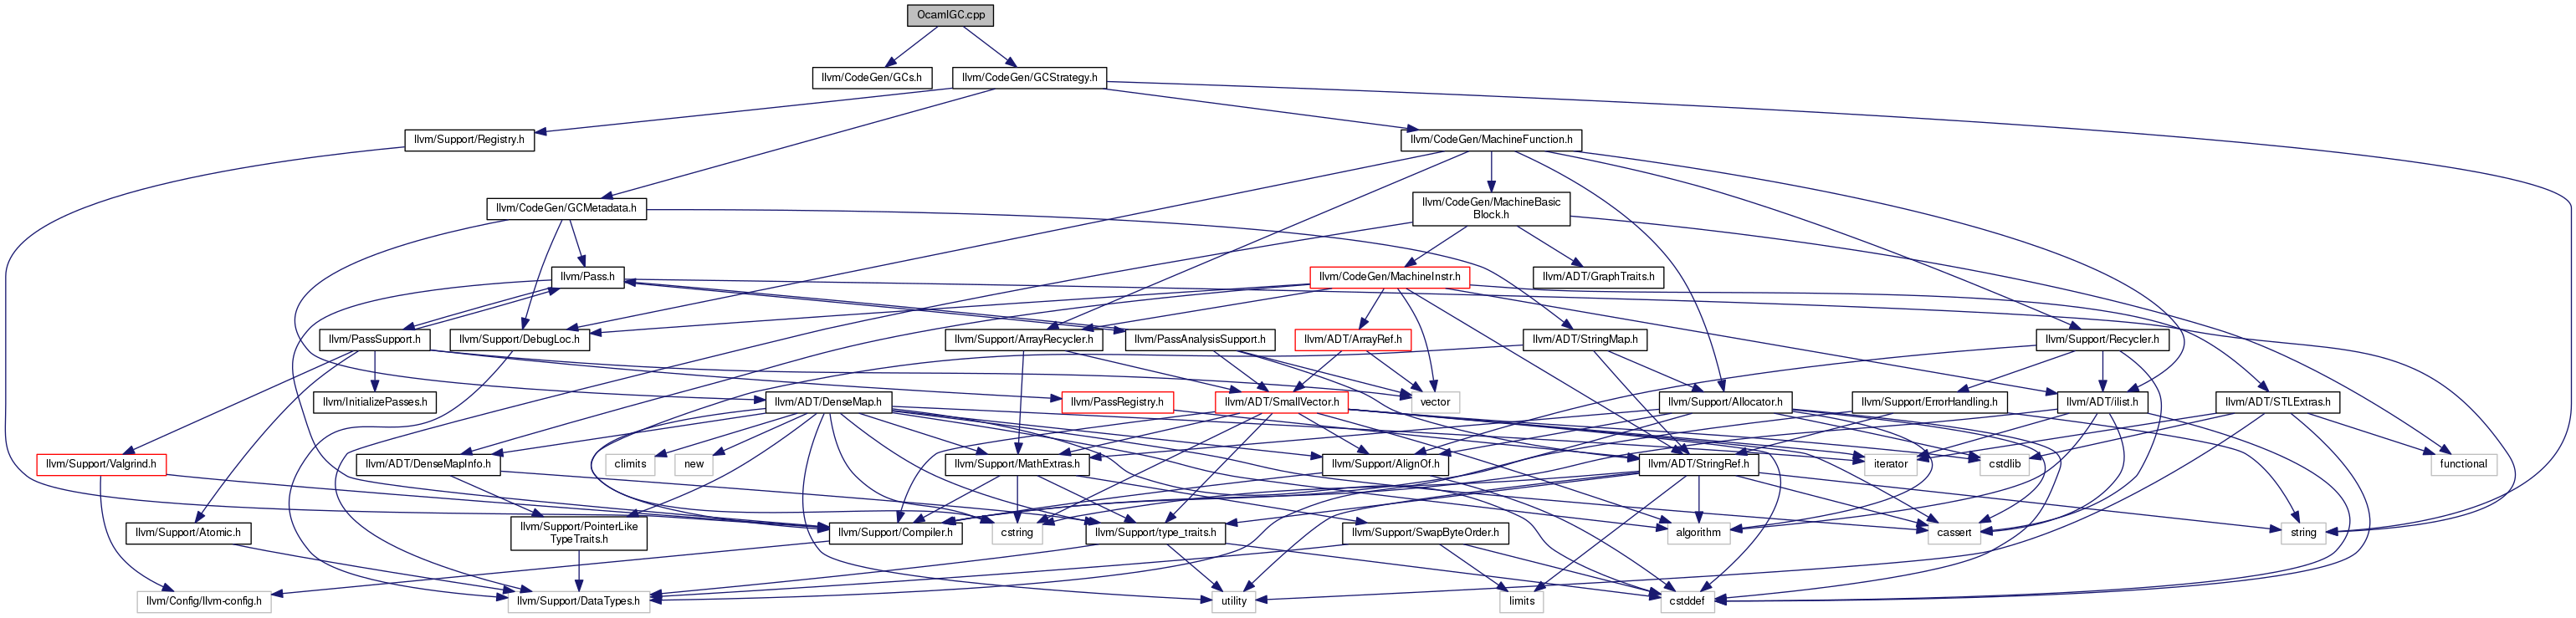 OcamlGC.cpp
llvm/CodeGen/GCs.h
llvm/CodeGen/GCStrategy.h
llvm/Support/Registry.h
llvm/CodeGen/MachineFunction.h
llvm/CodeGen/GCMetadata.h
llvm/CodeGen/MachineBasic
Block.h
llvm/Pass.h
llvm/CodeGen/MachineInstr.h
llvm/ADT/GraphTraits.h
llvm/PassSupport.h
llvm/Support/DebugLoc.h
llvm/Support/ArrayRecycler.h
llvm/PassAnalysisSupport.h
llvm/ADT/ArrayRef.h
llvm/ADT/StringMap.h
llvm/Support/Recycler.h
llvm/InitializePasses.h
llvm/ADT/DenseMap.h
llvm/PassRegistry.h
llvm/ADT/SmallVector.h
vector
llvm/Support/Allocator.h
llvm/Support/ErrorHandling.h
llvm/ADT/ilist.h
llvm/ADT/STLExtras.h
llvm/Support/Valgrind.h
llvm/ADT/DenseMapInfo.h
climits
new
llvm/Support/MathExtras.h
llvm/Support/AlignOf.h
llvm/ADT/StringRef.h
iterator
cstdlib
functional
llvm/Support/Atomic.h
llvm/Support/PointerLike
TypeTraits.h
llvm/Support/Compiler.h
cstring
llvm/Support/type_traits.h
llvm/Support/SwapByteOrder.h
algorithm
cassert
string
llvm/Config/llvm-config.h
llvm/Support/DataTypes.h
utility
limits
cstddef